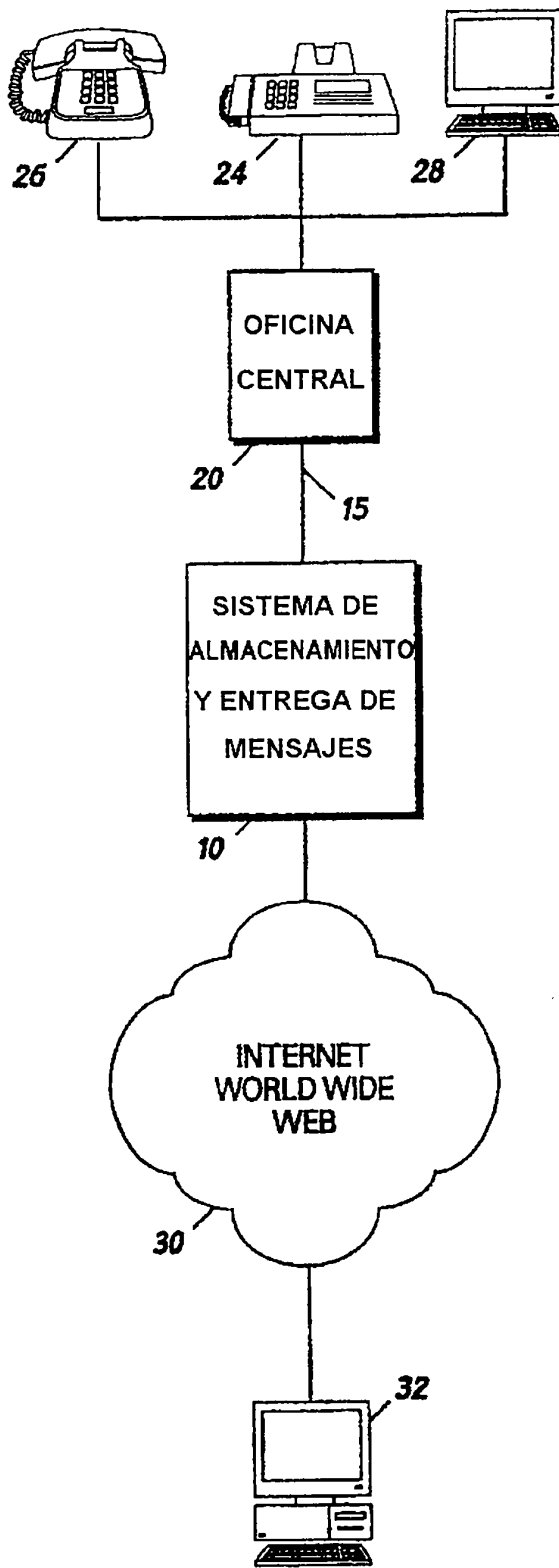 26
24
28
OFICINA
CENTRAL
20
15
SISTEMA DE
ALMACENAMIENTO
Y ENTREGA DE
MENSAJES
10
INTERNET
WORLD WIDE
WEB
30
32